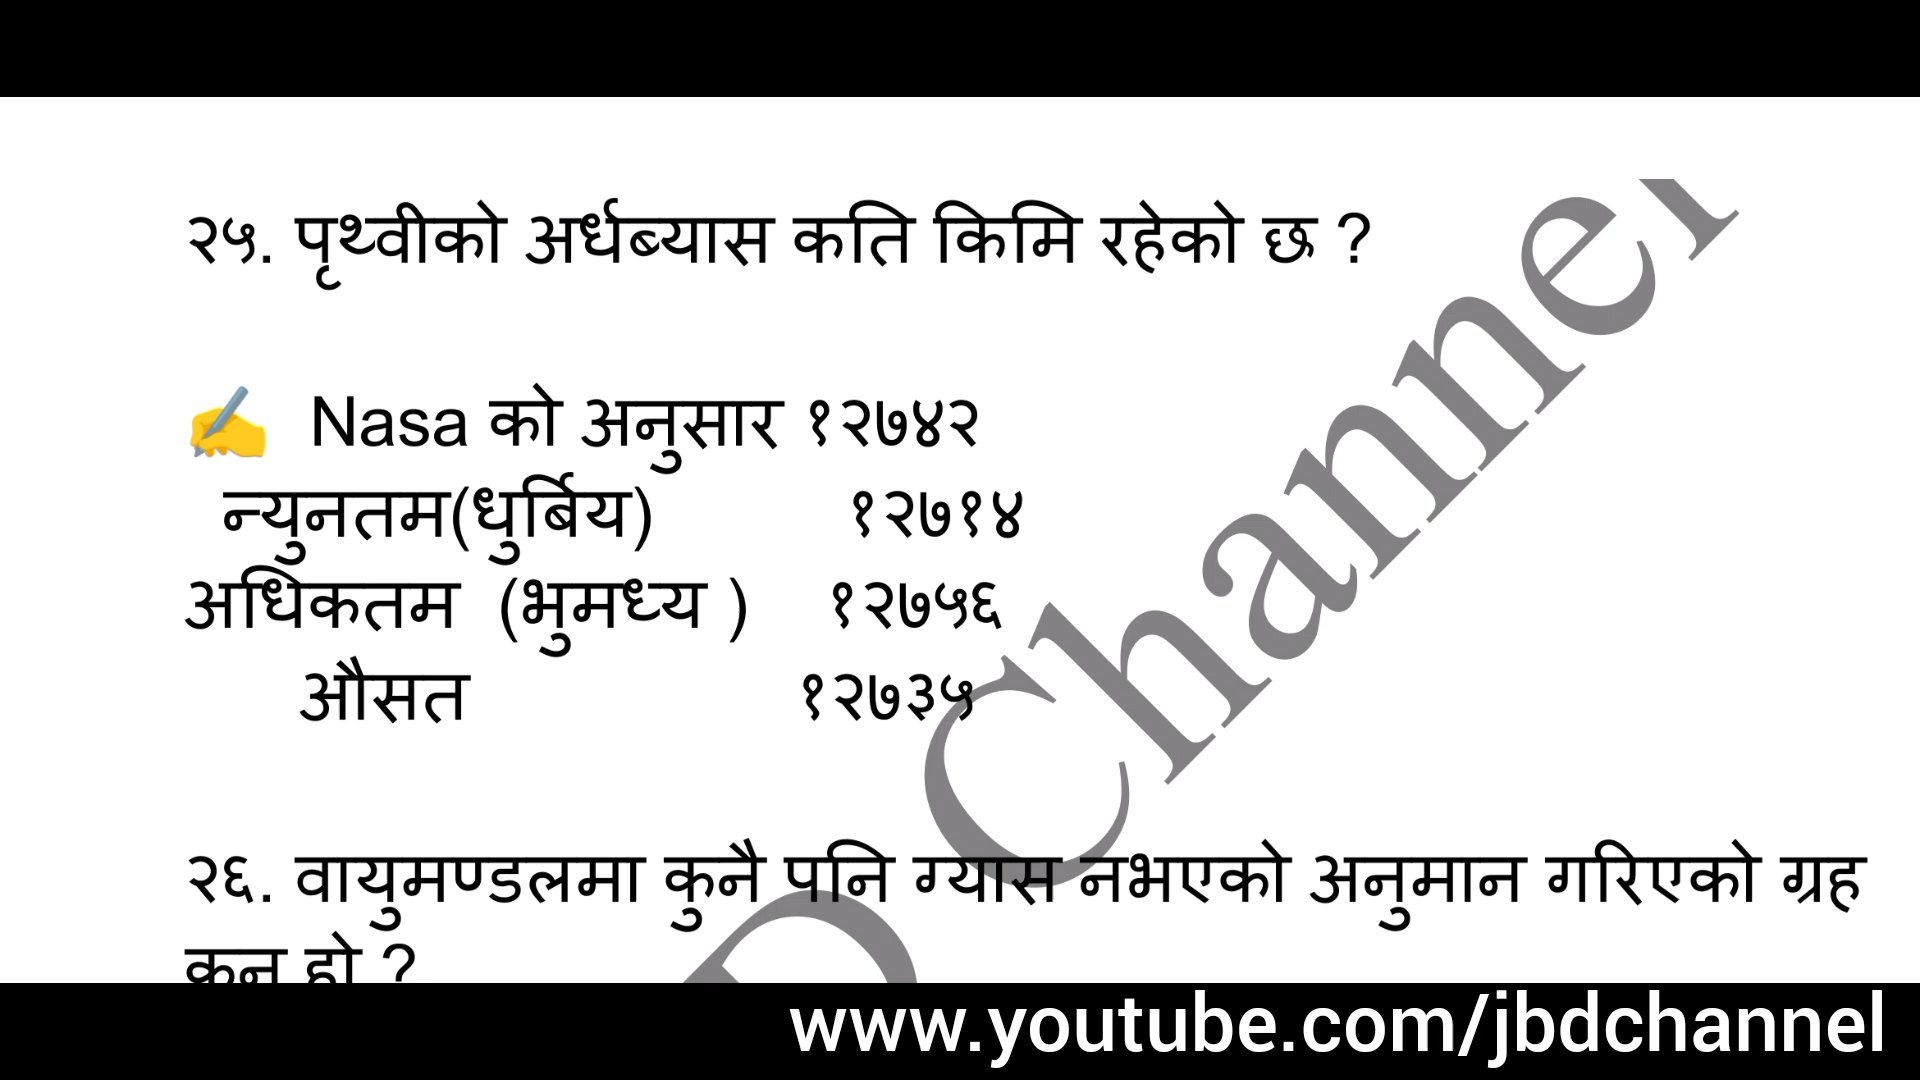 २५. पृथ्वीको अर्धब्यास कति किमि रहेको छ ?
✍️ Nasa को अनुसार १२७४२
न्युनतम(धुर्बिय) १२७१४
अधिकतम (भुमध्य ) १२७५६
औसत १२७३५
२६. वायुमण्डलमा कुनै पनि ग्यास नभएको अनुमान गरिएको ग्रह
कुन हो ?
D Channel
www.youtube.com/jbdchannel